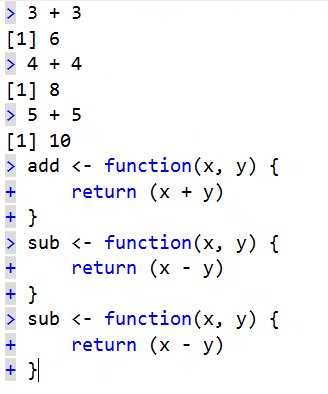 > 3 + 3
[1] 6
> 4 + 4
[1] 8
> 5 + 5
[1] 10
> add <- function(x, y) {
+     return (x + y)
+ }
> sub <- function(x, y) {
+     return (x - y)
+ }
> sub <- function(x, y) {
+     return (x - y)
+ }